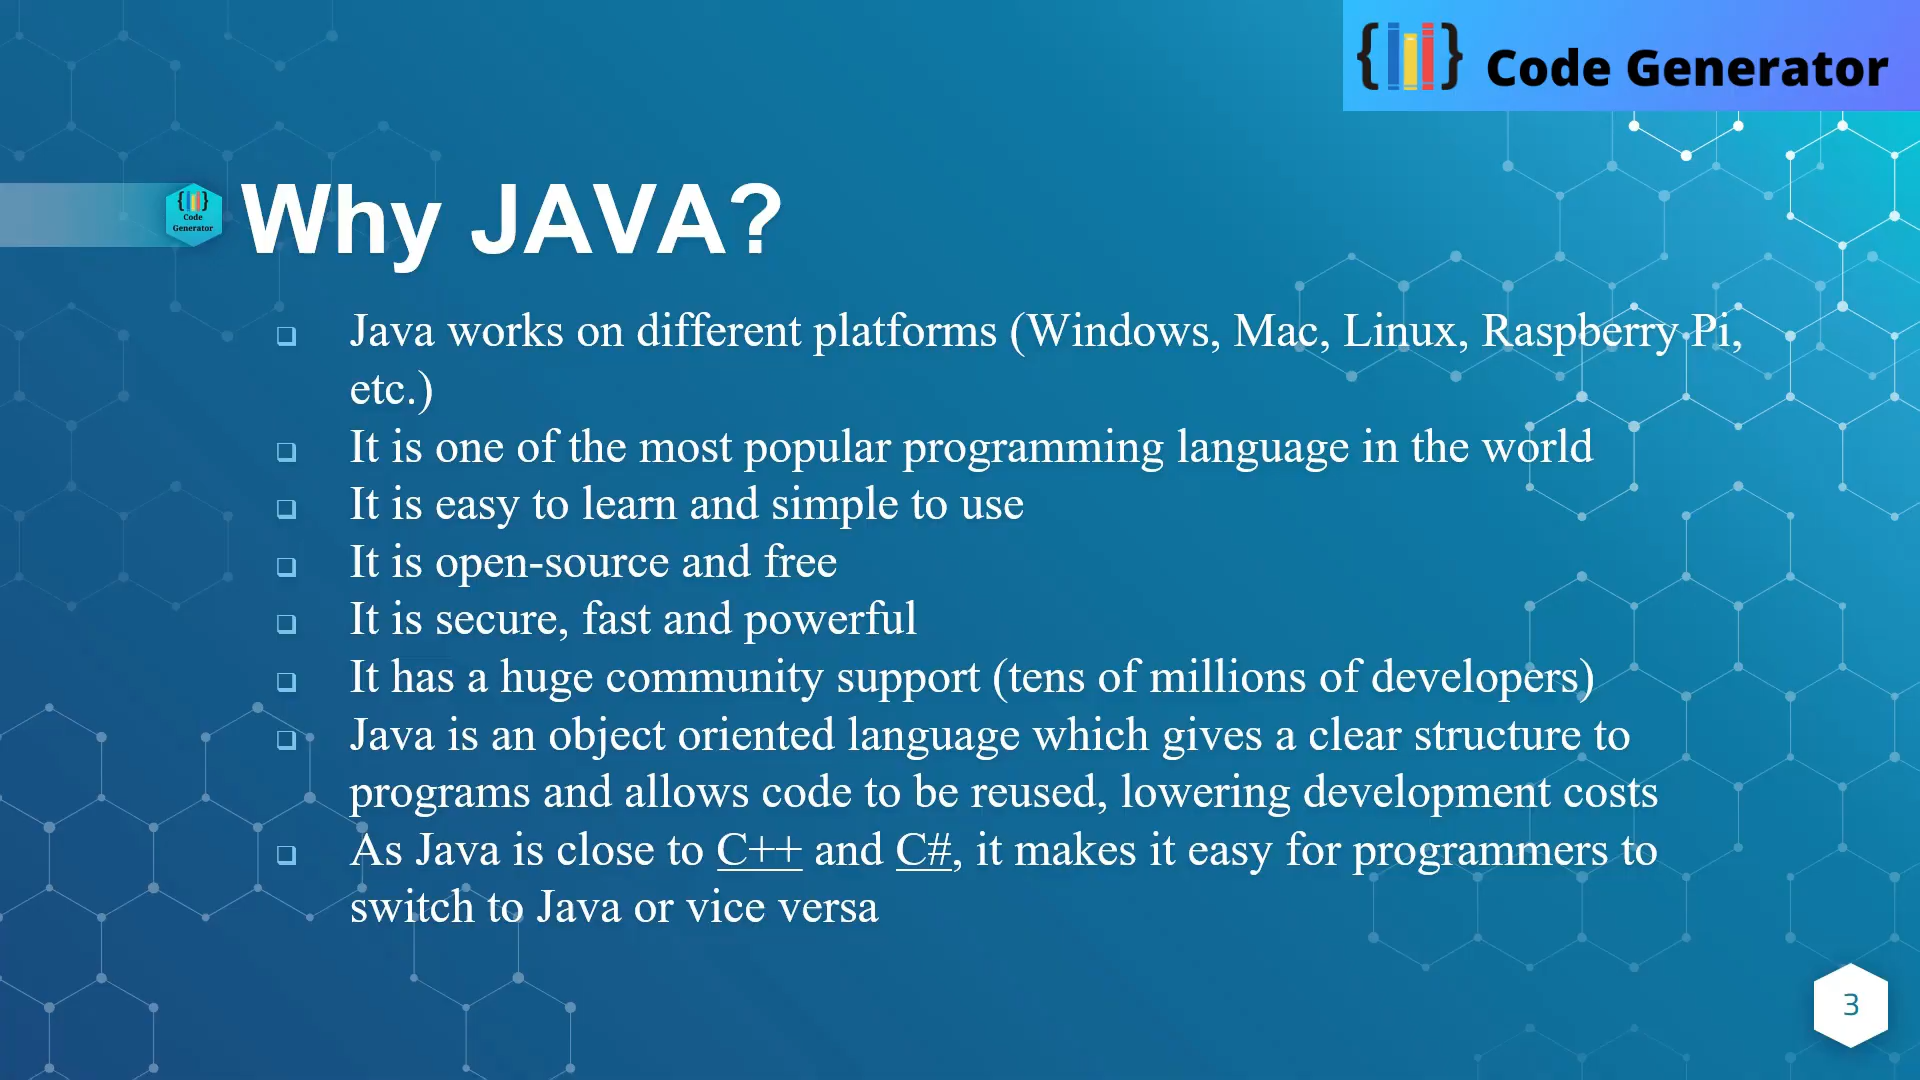 Code Generator
Code
Generator
Why JAVA?
❑ Java works on different platforms (Windows, Mac, Linux, Raspberry Pi,
etc.)
❑ It is one of the most popular programming language in the world
❑ It is easy to learn and simple to use
❑ It is open-source and free
❑ It is secure, fast and powerful
❑ It has a huge community support (tens of millions of developers)
❑ Java is an object oriented language which gives a clear structure to
programs and allows code to be reused, lowering development costs
❑ As Java is close to C++ and C#, it makes it easy for programmers to
switch to Java or vice versa
3